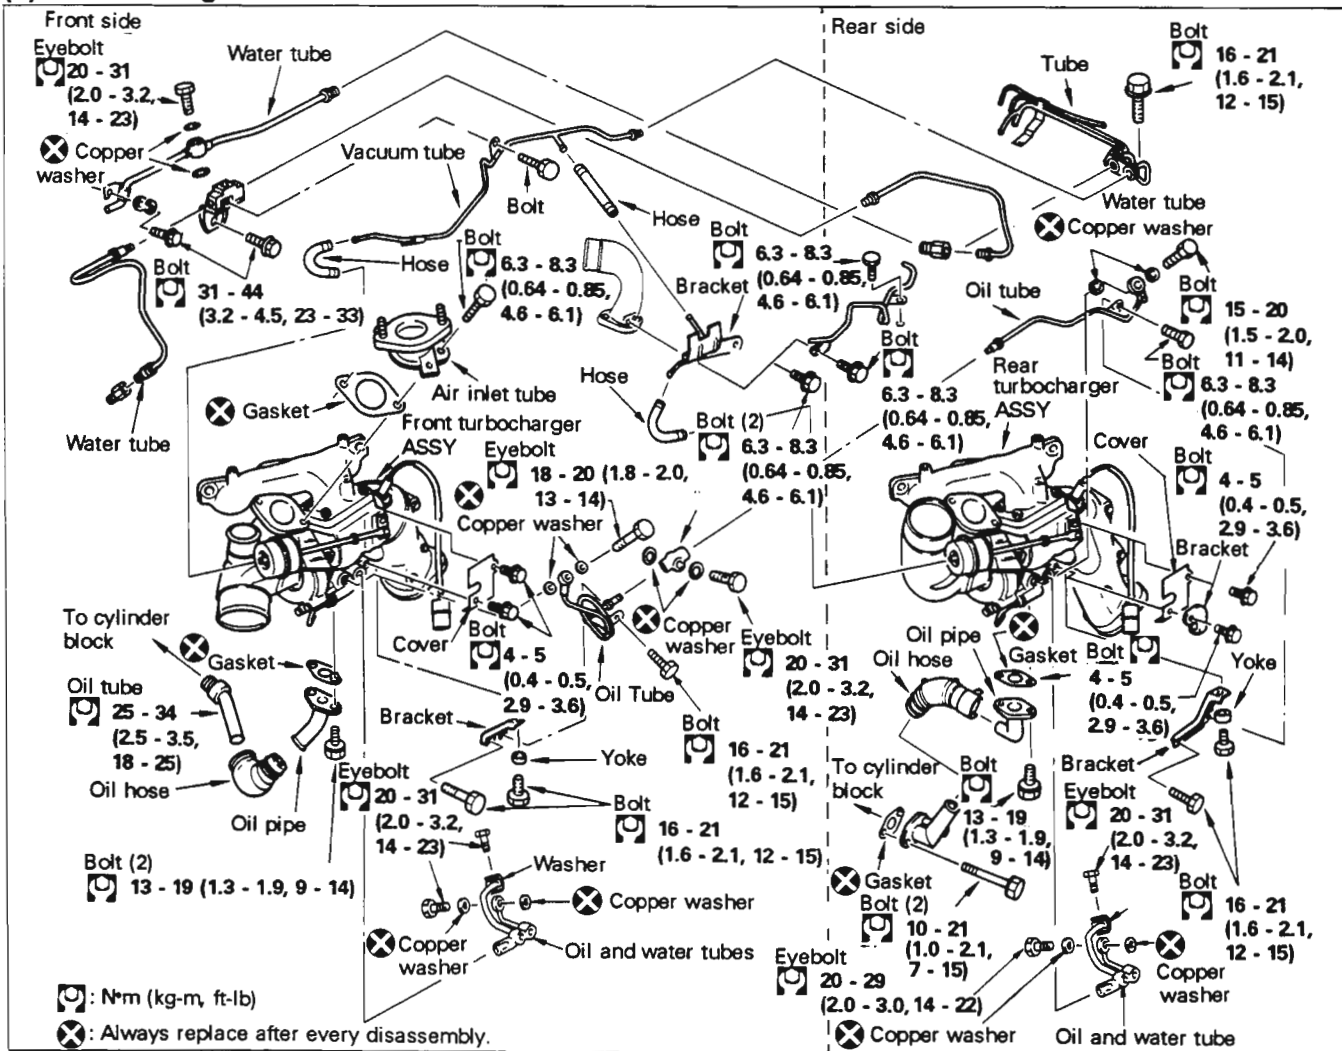 Front side
Eyebolt
20 - 31
(2.0 - 3.2,
14 - 23)
Water tube
Copper
washer
Vacuum tube
Bolt
Hose
Bolt
31 - 44
(3.2 - 4.5, 23 - 33)
Hose
Bolt
6.3 - 8.3
(0.64 - 0.85,
4.6 - 6.1)
Water tube
Air inlet tube
Gasket
Front turbocharger
ASSY
Bolt
6.3 - 8.3
(0.64 - 0.85,
4.6 - 6.1)
Bracket
Hose
Bolt (2)
6.3 - 8.3
(0.64 - 0.85,
4.6 - 6.1)
Eyebolt
18 - 20 (1.8 - 2.0,
13 - 14)
Copper washer
Copper
washer
Eyebolt
20 - 31
(2.0 - 3.2,
14 - 23)
Cover
Bolt
4 - 5
(0.4 - 0.5,
2.9 - 3.6)
Oil Tube
Bolt
16 - 21
(1.6 - 2.1,
12 - 15)
To cylinder
block
Gasket
Oil tube
25 - 34
(2.5 - 3.5,
18 - 25)
Oil hose
Oil pipe
Bolt (2)
13 - 19 (1.3 - 1.9, 9 - 14)
Bracket
Yoke
Bolt
16 - 21
(1.6 - 2.1, 12 - 15)
Eyebolt
20 - 31
(2.0 - 3.2,
14 - 23)
Washer
Copper washer
Copper
washer
Oil and water tubes
: N•m (kg-m, ft-lb)
: Always replace after every disassembly.
Rear side
Bolt
16 - 21
(1.6 - 2.1,
12 - 15)
Tube
Water tube
Copper washer
Oil tube
Bolt
15 - 20
(1.5 - 2.0,
11 - 14)
Bolt
6.3 - 8.3
(0.64 - 0.85,
4.6 - 6.1)
Bolt
6.3 - 8.3
(0.64 - 0.85,
4.6 - 6.1)
Rear
turbocharger
ASSY
Cover
Bolt
4 - 5
(0.4 - 0.5,
2.9 - 3.6)
Bracket
Oil pipe
Oil hose
Gasket
Bolt
4 - 5
(0.4 - 0.5,
2.9 - 3.6)
Yoke
Bracket
To cylinder
block
Bolt
13 - 19
(1.3 - 1.9,
9 - 14)
Gasket
Bolt (2)
10 - 21
(1.0 - 2.1,
7 - 15)
Eyebolt
20 - 31
(2.0 - 3.2,
14 - 23)
Bolt
16 - 21
(1.6 - 2.1,
12 - 15)
Eyebolt
20 - 29
(2.0 - 3.0, 14 - 22)
Copper
washer
Copper washer
Oil and water tube